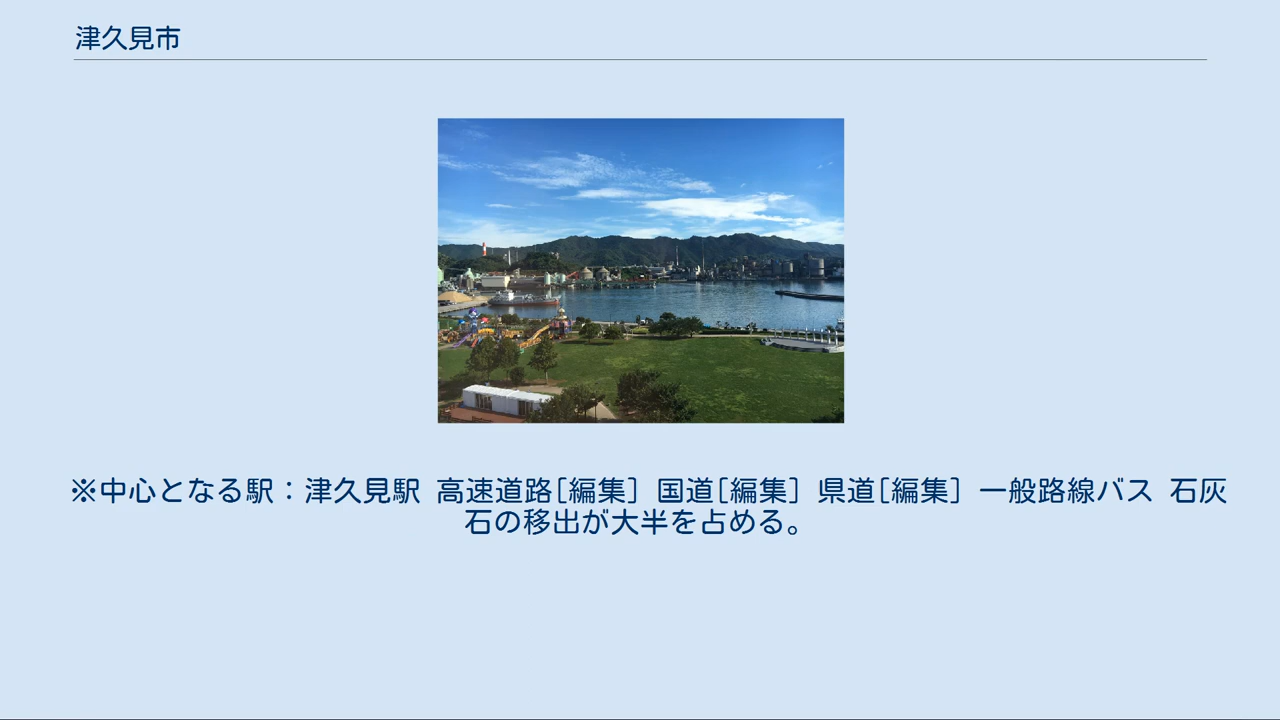 津久見市
※中心となる駅：津久見駅 高速道路[編集] 国道[編集] 県道[編集] 一般路線バス 石灰
石の移出が大半を占める。